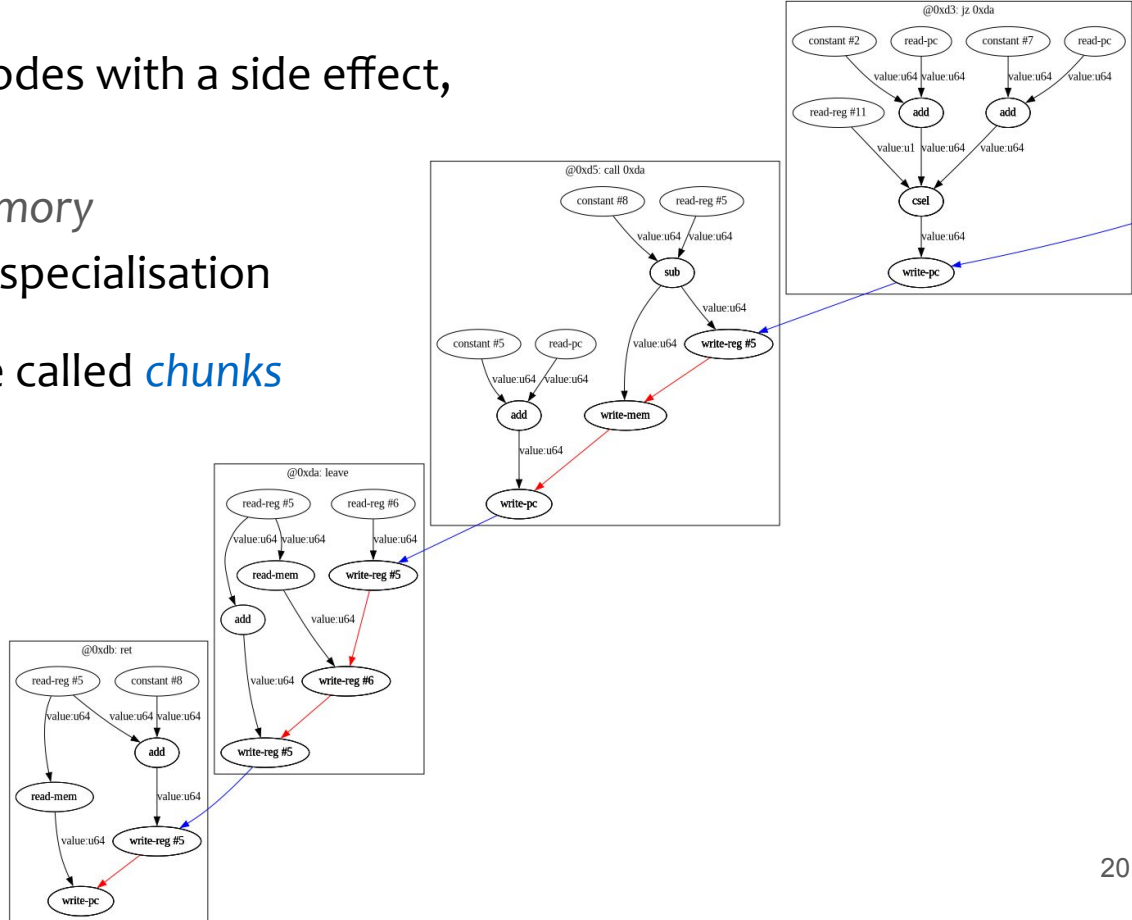 odes with a side effect,
mory
specialisation
e called chunks
@0xd3: jz 0xda
constant #2 read-pc constant #7 read-pc
value:u64 value:u64 value:u64 value:u64
read-reg #11 add add
value:u1 value:u64 value:u64
csel
value:u64
write-pc
@0xd5: call 0xda
constant #8 read-reg #5
value:u64 value:u64
sub
value:u64
constant #5 read-pc value:u64 write-reg #5
value:u64 value:u64
add write-mem
value:u64
write-pc
@0xda: leave
read-reg #5 read-reg #6
value:u64 value:u64 value:u64
read-mem write-reg #5
add value:u64
value:u64 write-reg #6
write-reg #5
@0xdb: ret
read-reg #5 constant #8
value:u64 value:u64 value:u64
add
read-mem value:u64
value:u64 write-reg #5
write-pc
20